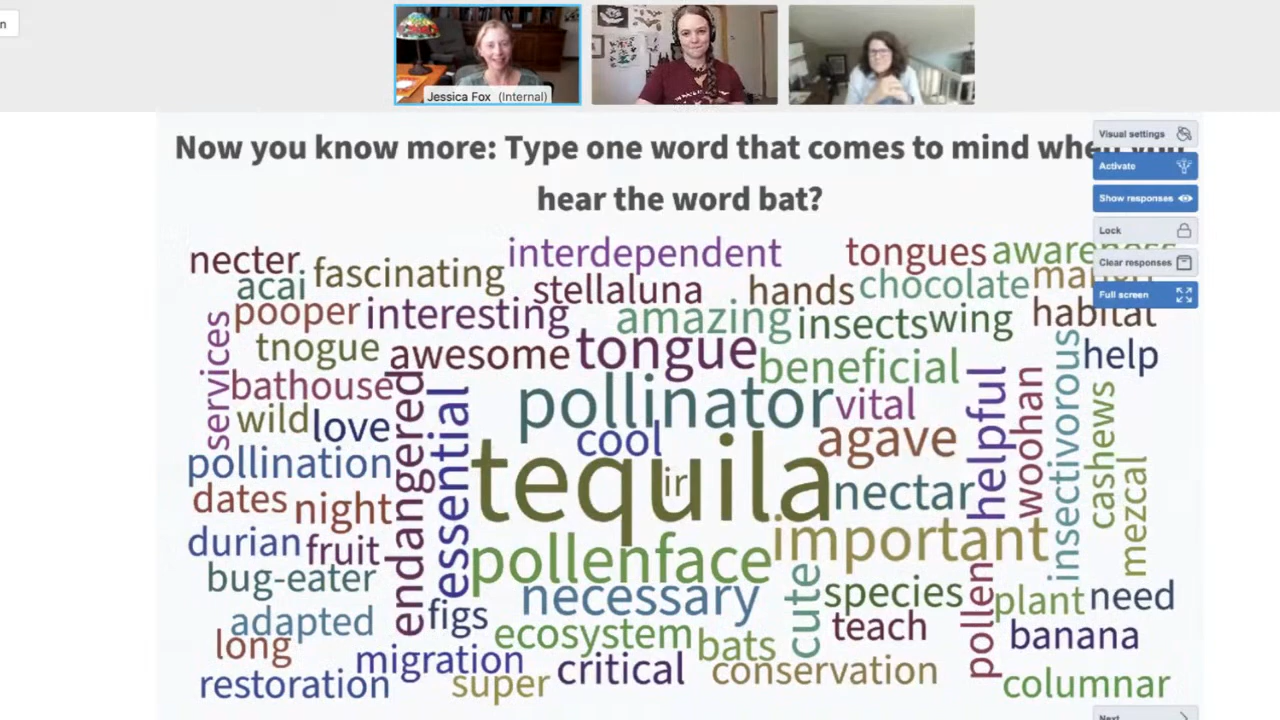 n
Jessica Fox (Internal)
Now you know more: Type one word that comes to mind when you
hear the word bat?
Visual settings
Activate
Show responses
Lock
Clear responses
Full screen
necter
fascinating
interdependent
tongues
awareness
acai
stellaluna
hands
chocolate
pooper
interesting
amazing
insects
wing
habitat
services
tnogue
awesome
tongue
beneficial
help
bathouse
endangered
essential
pollinator
vital
helpful
woohan
insectivorous
cashews
wild
love
cool
agave
pollination
tequila
ir
nectar
mezcal
dates
night
durian
fruit
pollenface
important
bug-eater
necessary
cute
species
pollen
plant
need
adapted
figs
ecosystem
bats
teach
banana
long
migration
critical
conservation
restoration
super
columnar
Next